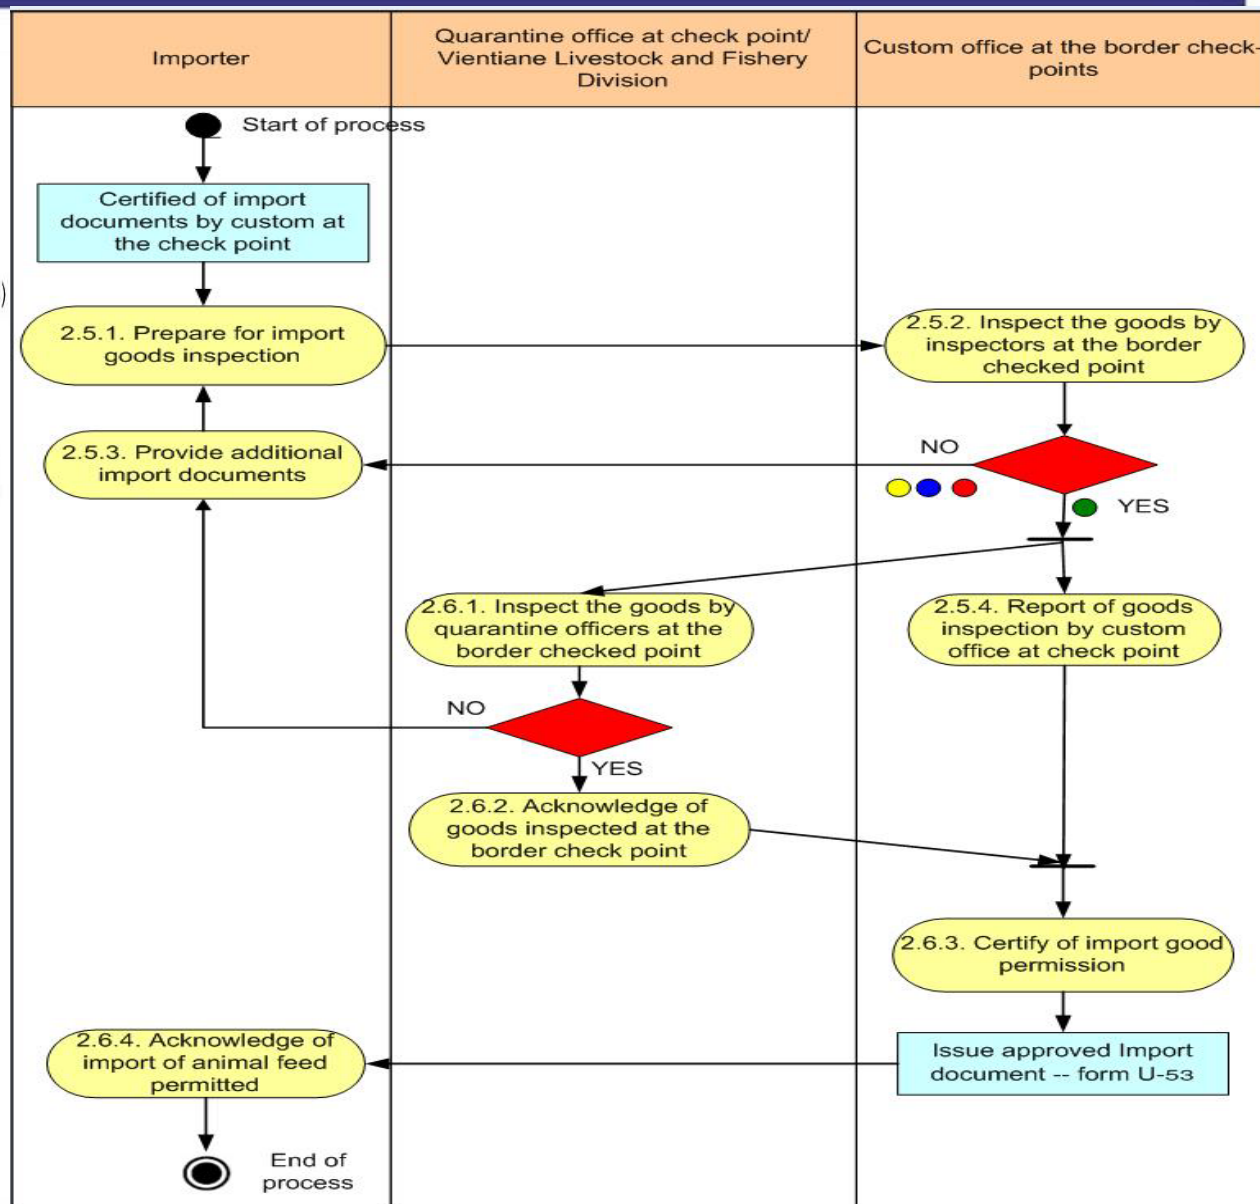 Importer
Quarantine office at check point/
Vientiane Livestock and Fishery
Division
Custom office at the border check-
points
Start of process
Certified of import
documents by custom at
the check point
)
2.5.1. Prepare for import
goods inspection
2.5.2. Inspect the goods by
inspectors at the border
checked point
2.5.3. Provide additional
import documents
NO
YES
2.6.1. Inspect the goods by
quarantine officers at the
border checked point
2.5.4. Report of goods
inspection by custom
office at check point
NO
YES
2.6.2. Acknowledge of
goods inspected at the
border check point
2.6.3. Certify of import good
permission
2.6.4. Acknowledge of
import of animal feed
permitted
Issue approved Import
document -- form U-53
End of
process